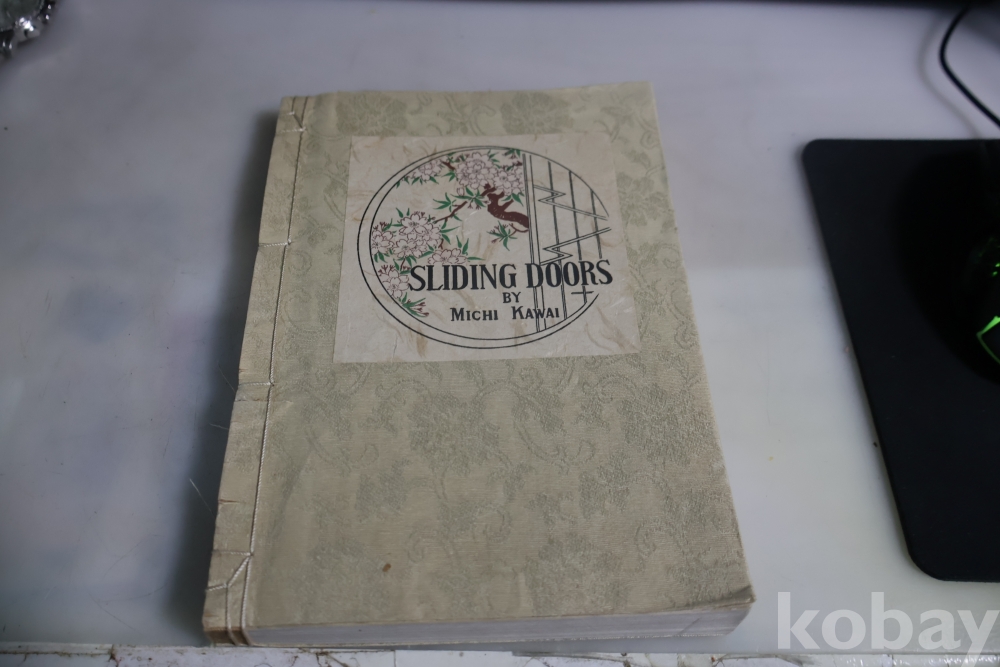 SLIDING DOORS
BY
MICHI KAWAI
kobay